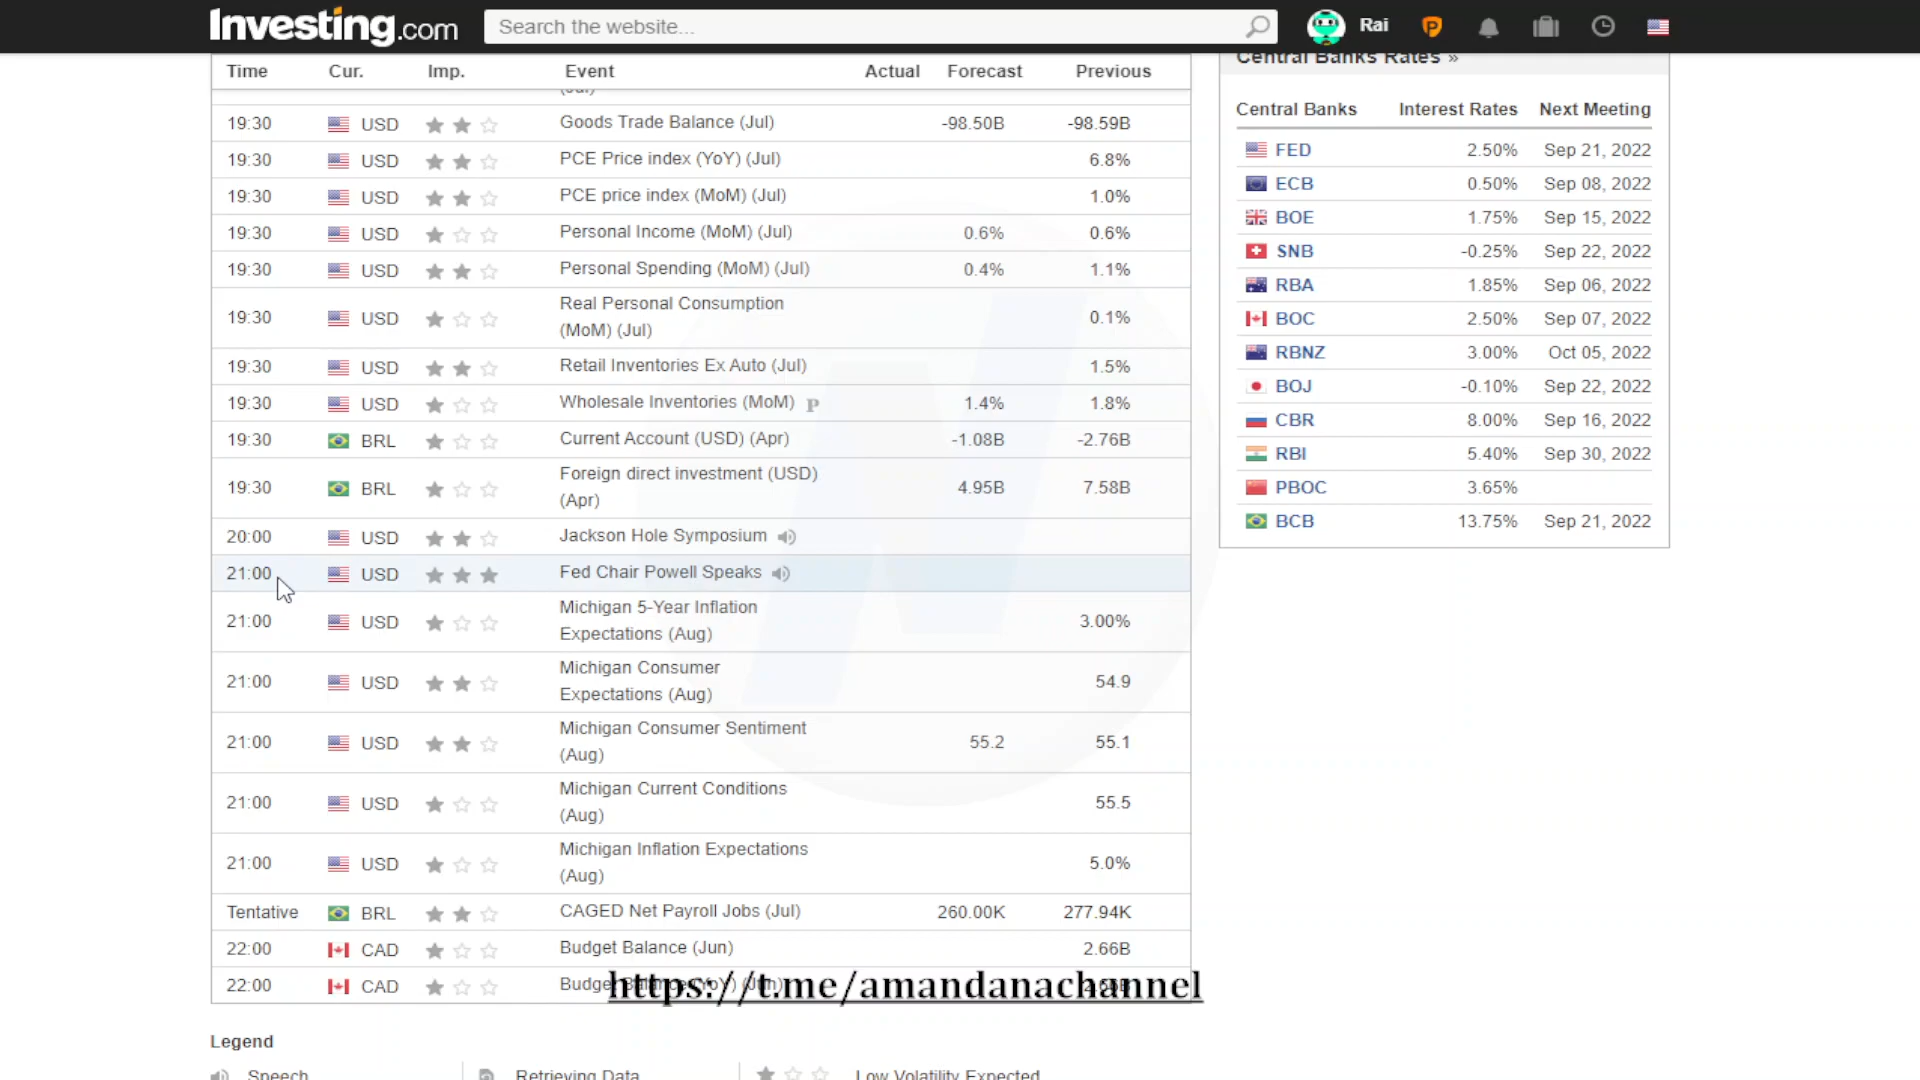 Investing.com
Search the website...
Rai
Time Cur. Imp. Event Actual Forecast Previous
(Jul)
19:30 USD Goods Trade Balance (Jul) -98.50B -98.59B
19:30 USD PCE Price index (YoY) (Jul) 6.8%
19:30 USD PCE price index (MoM) (Jul) 1.0%
19:30 USD Personal Income (MoM) (Jul) 0.6% 0.6%
19:30 USD Personal Spending (MoM) (Jul) 0.4% 1.1%
19:30 USD Real Personal Consumption (MoM) (Jul) 0.1%
19:30 USD Retail Inventories Ex Auto (Jul) 1.5%
19:30 USD Wholesale Inventories (MoM) P 1.4% 1.8%
19:30 BRL Current Account (USD) (Apr) -1.08B -2.76B
19:30 BRL Foreign direct investment (USD) (Apr) 4.95B 7.58B
20:00 USD Jackson Hole Symposium
21:00 USD Fed Chair Powell Speaks
21:00 USD Michigan 5-Year Inflation Expectations (Aug) 3.00%
21:00 USD Michigan Consumer Expectations (Aug) 54.9
21:00 USD Michigan Consumer Sentiment (Aug) 55.2 55.1
21:00 USD Michigan Current Conditions (Aug) 55.5
21:00 USD Michigan Inflation Expectations (Aug) 5.0%
Tentative BRL CAGED Net Payroll Jobs (Jul) 260.00K 277.94K
22:00 CAD Budget Balance (Jun) 2.66B
22:00 CAD Budget Balance (YoY) (Jun)
https://t.me/amandanachannel
Legend
Speech Retrieving Data Low Volatility Expected
Central Banks Rates »
Central Banks Interest Rates Next Meeting
FED 2.50% Sep 21, 2022
ECB 0.50% Sep 08, 2022
BOE 1.75% Sep 15, 2022
SNB -0.25% Sep 22, 2022
RBA 1.85% Sep 06, 2022
BOC 2.50% Sep 07, 2022
RBNZ 3.00% Oct 05, 2022
BOJ -0.10% Sep 22, 2022
CBR 8.00% Sep 16, 2022
RBI 5.40% Sep 30, 2022
PBOC 3.65%
BCB 13.75% Sep 21, 2022